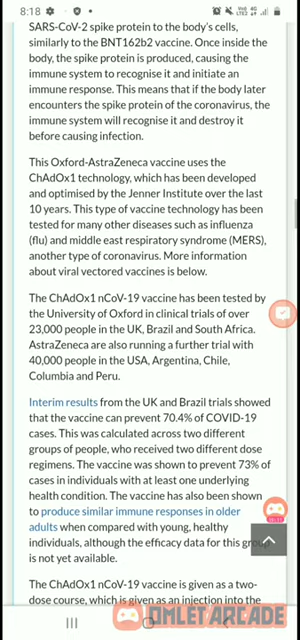 8:18
SARS-CoV-2 spike protein to the body's cells,
similarly to the BNT162b2 vaccine. Once inside
the body, the spike protein is produced, causing
the immune system to recognise it and initiate an
immune response. This means that if the body later
encounters the spike protein of the coronavirus, the
immune system will recognise it and destroy it
before causing infection.
This Oxford-AstraZeneca vaccine uses the
ChAdOx1 technology, which has been developed
and optimised by the Jenner Institute over the last
10 years. This type of vaccine technology has been
tested for many other diseases such as influenza
(flu) and middle east respiratory syndrome (MERS),
another type of coronavirus. More information
about viral vectored vaccines is below.
The ChAdOx1 nCoV-19 vaccine has been tested by
the University of Oxford in clinical trials of over
23,000 people in the UK, Brazil and South Africa.
AstraZeneca are also running a further trial with
40,000 people in the USA, Argentina, Chile,
Columbia and Peru.
Interim results from the UK and Brazil trials showed
that the vaccine can prevent 70.4% of COVID-19
cases. This was calculated across two different
groups of people, who received two different dose
regimens. The vaccine was shown to prevent 73% of
cases in individuals with at least one underlying
health condition. The vaccine has also been shown
to produce similar immune responses in older
adults when compared with young, healthy
individuals, although the efficacy data for this group
is not yet available.
The ChAdOx1 nCoV-19 vaccine is given as a two-
dose course, which is given as an injection into the
OMLET ARCADE